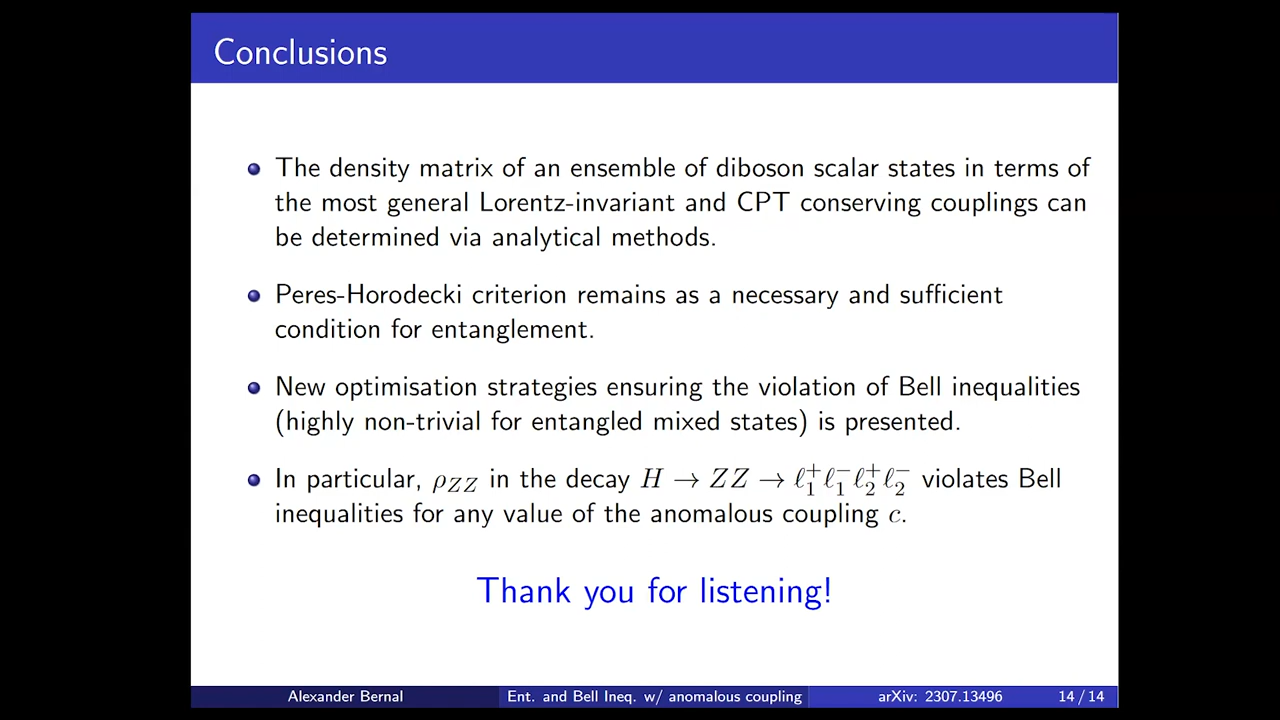 Conclusions
The density matrix of an ensemble of diboson scalar states in terms of
the most general Lorentz-invariant and CPT conserving couplings can
be determined via analytical methods.
Peres-Horodecki criterion remains as a necessary and sufficient
condition for entanglement.
New optimisation strategies ensuring the violation of Bell inequalities
(highly non-trivial for entangled mixed states) is presented.
In particular, ρ_{ZZ} in the decay H → ZZ → ℓ₁⁺ℓ₁⁻ℓ₂⁺ℓ₂⁻ violates Bell
inequalities for any value of the anomalous coupling c.
Thank you for listening!
Alexander Bernal Ent. and Bell Ineq. w/ anomalous coupling arXiv: 2307.13496 14 / 14